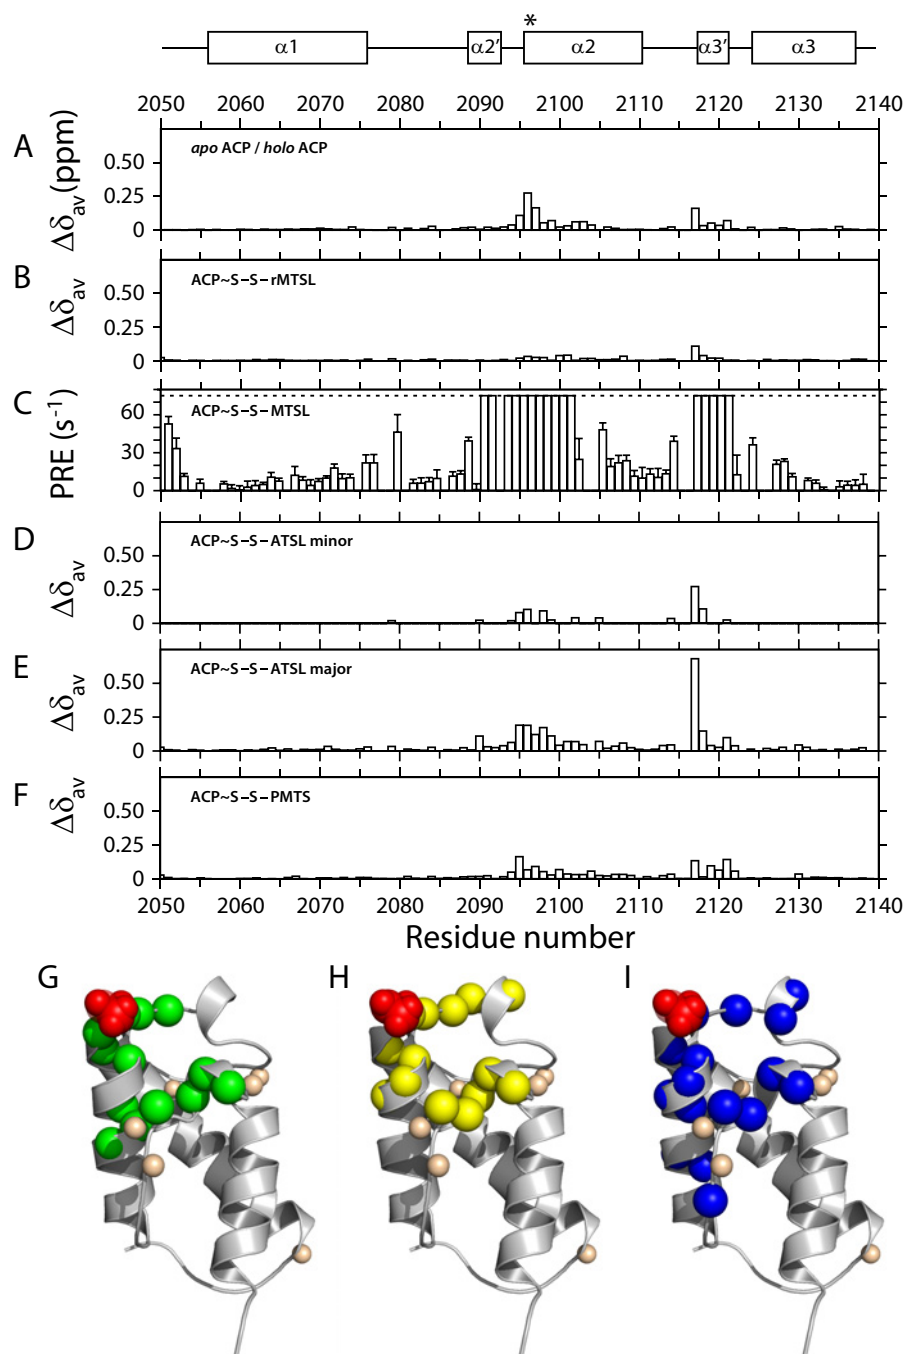 *
α1 α2’ α2 α3’ α3
2050 2060 2070 2080 2090 2100 2110 2120 2130 2140
A
Δδav (ppm)
0.50
0.25
0
apo ACP / holo ACP
B
Δδav
0.50
0.25
0
ACP~S–S–rMTSL
C
PRE (s⁻¹)
60
30
0
ACP~S–S–MTSL
D
Δδav
0.50
0.25
0
ACP~S–S–ATSL minor
E
Δδav
0.50
0.25
0
ACP~S–S–ATSL major
F
Δδav
0.50
0.25
0
ACP~S–S–PMTS
2050 2060 2070 2080 2090 2100 2110 2120 2130 2140
Residue number
G H I